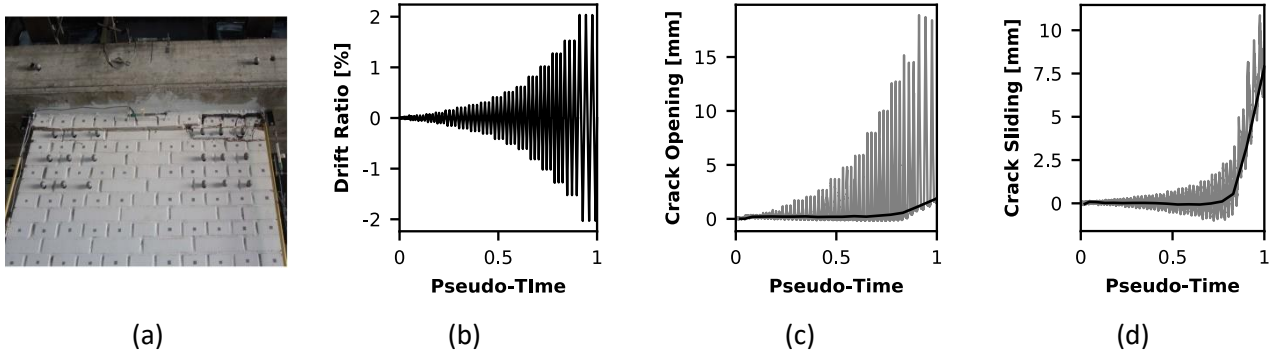 2
1
0
-1
-2
Drift Ratio [%]
0
0.5
1
Pseudo-TIme
15
10
5
0
Crack Opening [mm]
0
0.5
1
Pseudo-Time
10
7.5
5
2.5
0
Crack Sliding [mm]
0
0.5
1
Pseudo-Time
(a)
(b)
(c)
(d)